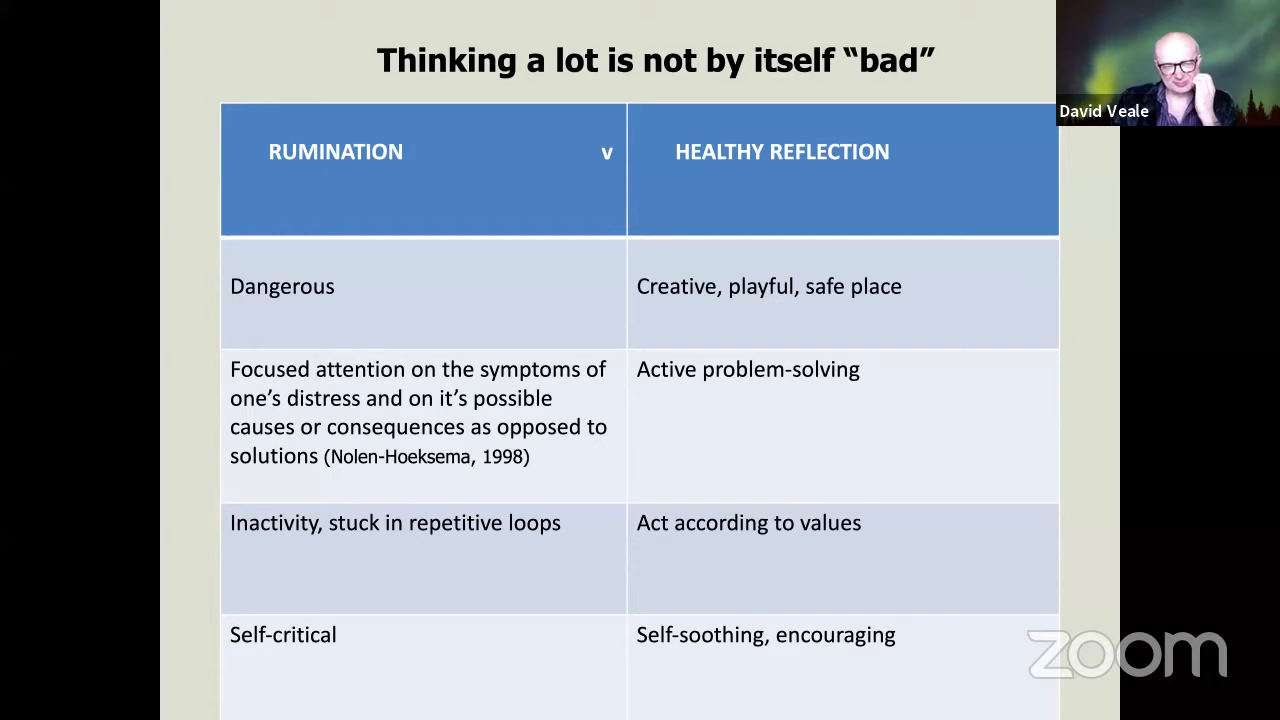 Thinking a lot is not by itself “bad”
David Veale
RUMINATION v HEALTHY REFLECTION
Dangerous
Creative, playful, safe place
Focused attention on the symptoms of
one’s distress and on it’s possible
causes or consequences as opposed to
solutions (Nolen-Hoeksema, 1998)
Active problem-solving
Inactivity, stuck in repetitive loops
Act according to values
Self-critical
Self-soothing, encouraging
zoom